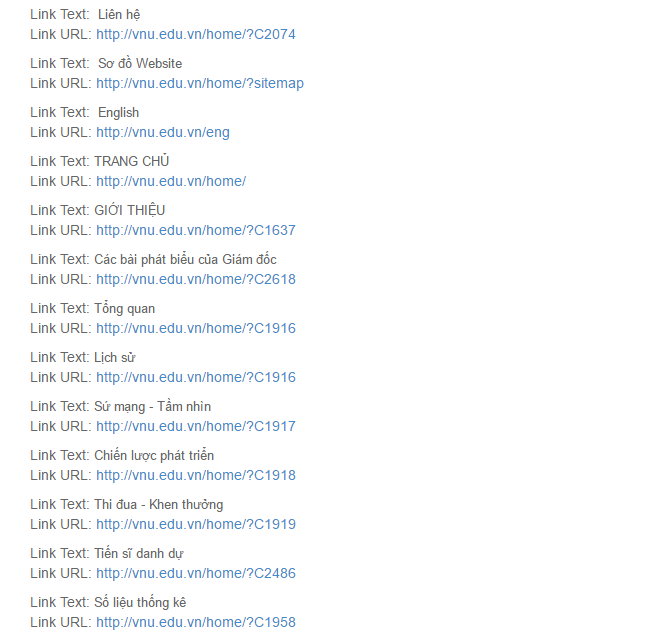 Link Text:  Liên hệ
Link URL: http://vnu.edu.vn/home/?C2074
Link Text:  Sơ đồ Website
Link URL: http://vnu.edu.vn/home/?sitemap
Link Text:  English
Link URL: http://vnu.edu.vn/eng
Link Text: TRANG CHỦ
Link URL: http://vnu.edu.vn/home/
Link Text: GIỚI THIỆU
Link URL: http://vnu.edu.vn/home/?C1637
Link Text: Các bài phát biểu của Giám đốc
Link URL: http://vnu.edu.vn/home/?C2618
Link Text: Tổng quan
Link URL: http://vnu.edu.vn/home/?C1916
Link Text: Lịch sử
Link URL: http://vnu.edu.vn/home/?C1916
Link Text: Sứ mạng - Tầm nhìn
Link URL: http://vnu.edu.vn/home/?C1917
Link Text: Chiến lược phát triển
Link URL: http://vnu.edu.vn/home/?C1918
Link Text: Thi đua - Khen thưởng
Link URL: http://vnu.edu.vn/home/?C1919
Link Text: Tiến sĩ danh dự
Link URL: http://vnu.edu.vn/home/?C2486
Link Text: Số liệu thống kê
Link URL: http://vnu.edu.vn/home/?C1958